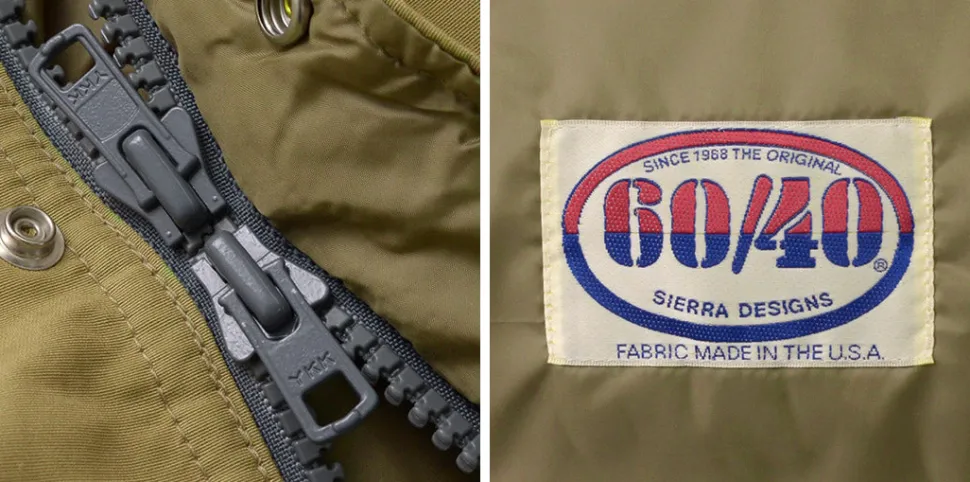 YKK
YKK
SINCE 1968 THE ORIGINAL
60/40®
SIERRA DESIGNS
FABRIC MADE IN THE U.S.A.